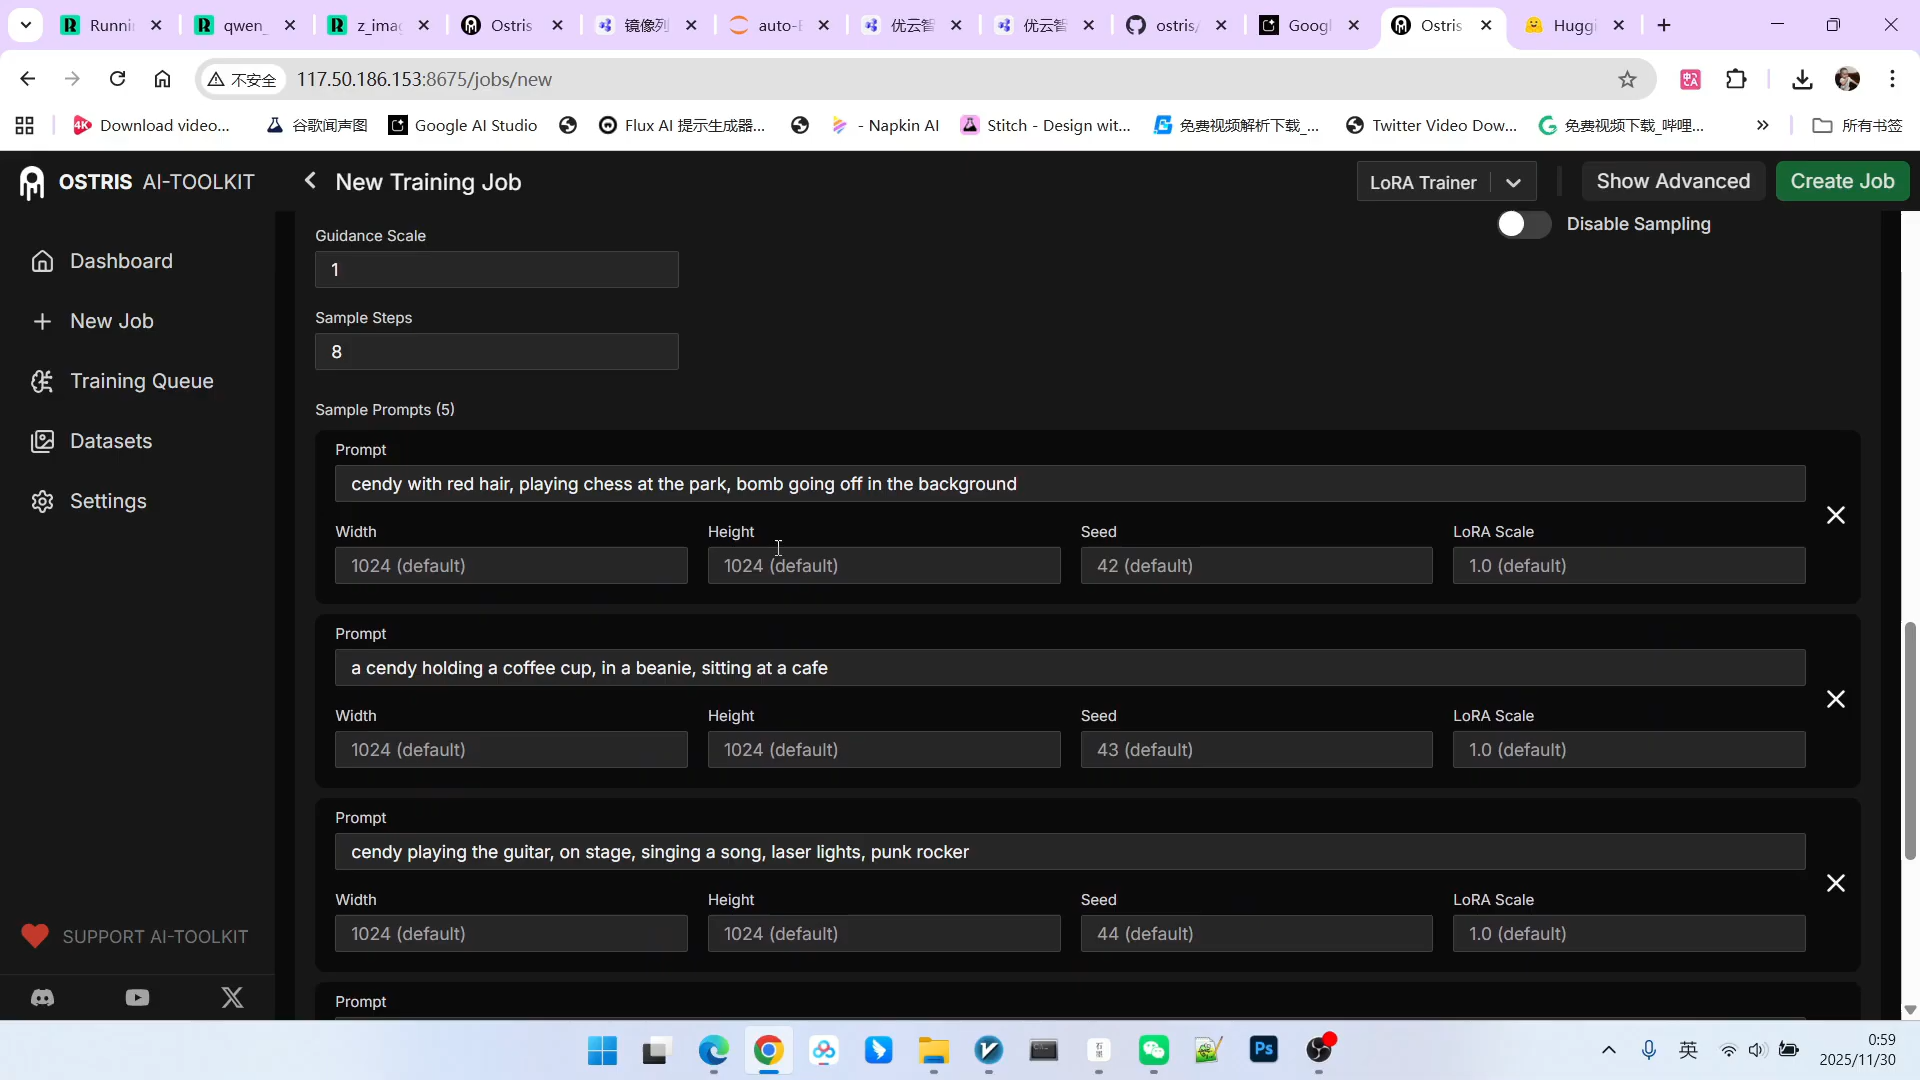 Runni
qwen_
z_ima
Ostris
镜像列
auto-
优云智
优云智
ostris/
Googl
Ostris
Huggi
不安全
117.50.186.153:8675/jobs/new
Download video...
谷歌闻声图
Google AI Studio
Flux AI 提示生成器...
- Napkin AI
Stitch - Design wit...
免费视频解析下载_...
Twitter Video Dow...
免费视频下载_哔哩...
所有书签
OSTRIS AI-TOOLKIT
New Training Job
LoRA Trainer
Show Advanced
Create Job
Dashboard
New Job
Training Queue
Datasets
Settings
SUPPORT AI-TOOLKIT
Disable Sampling
Guidance Scale
1
Sample Steps
8
Sample Prompts (5)
Prompt
cendy with red hair, playing chess at the park, bomb going off in the background
Width Height Seed LoRA Scale
1024 (default) 1024 (default) 42 (default) 1.0 (default)
Prompt
a cendy holding a coffee cup, in a beanie, sitting at a cafe
Width Height Seed LoRA Scale
1024 (default) 1024 (default) 43 (default) 1.0 (default)
Prompt
cendy playing the guitar, on stage, singing a song, laser lights, punk rocker
Width Height Seed LoRA Scale
1024 (default) 1024 (default) 44 (default) 1.0 (default)
Prompt
英
0:59
2025/11/30